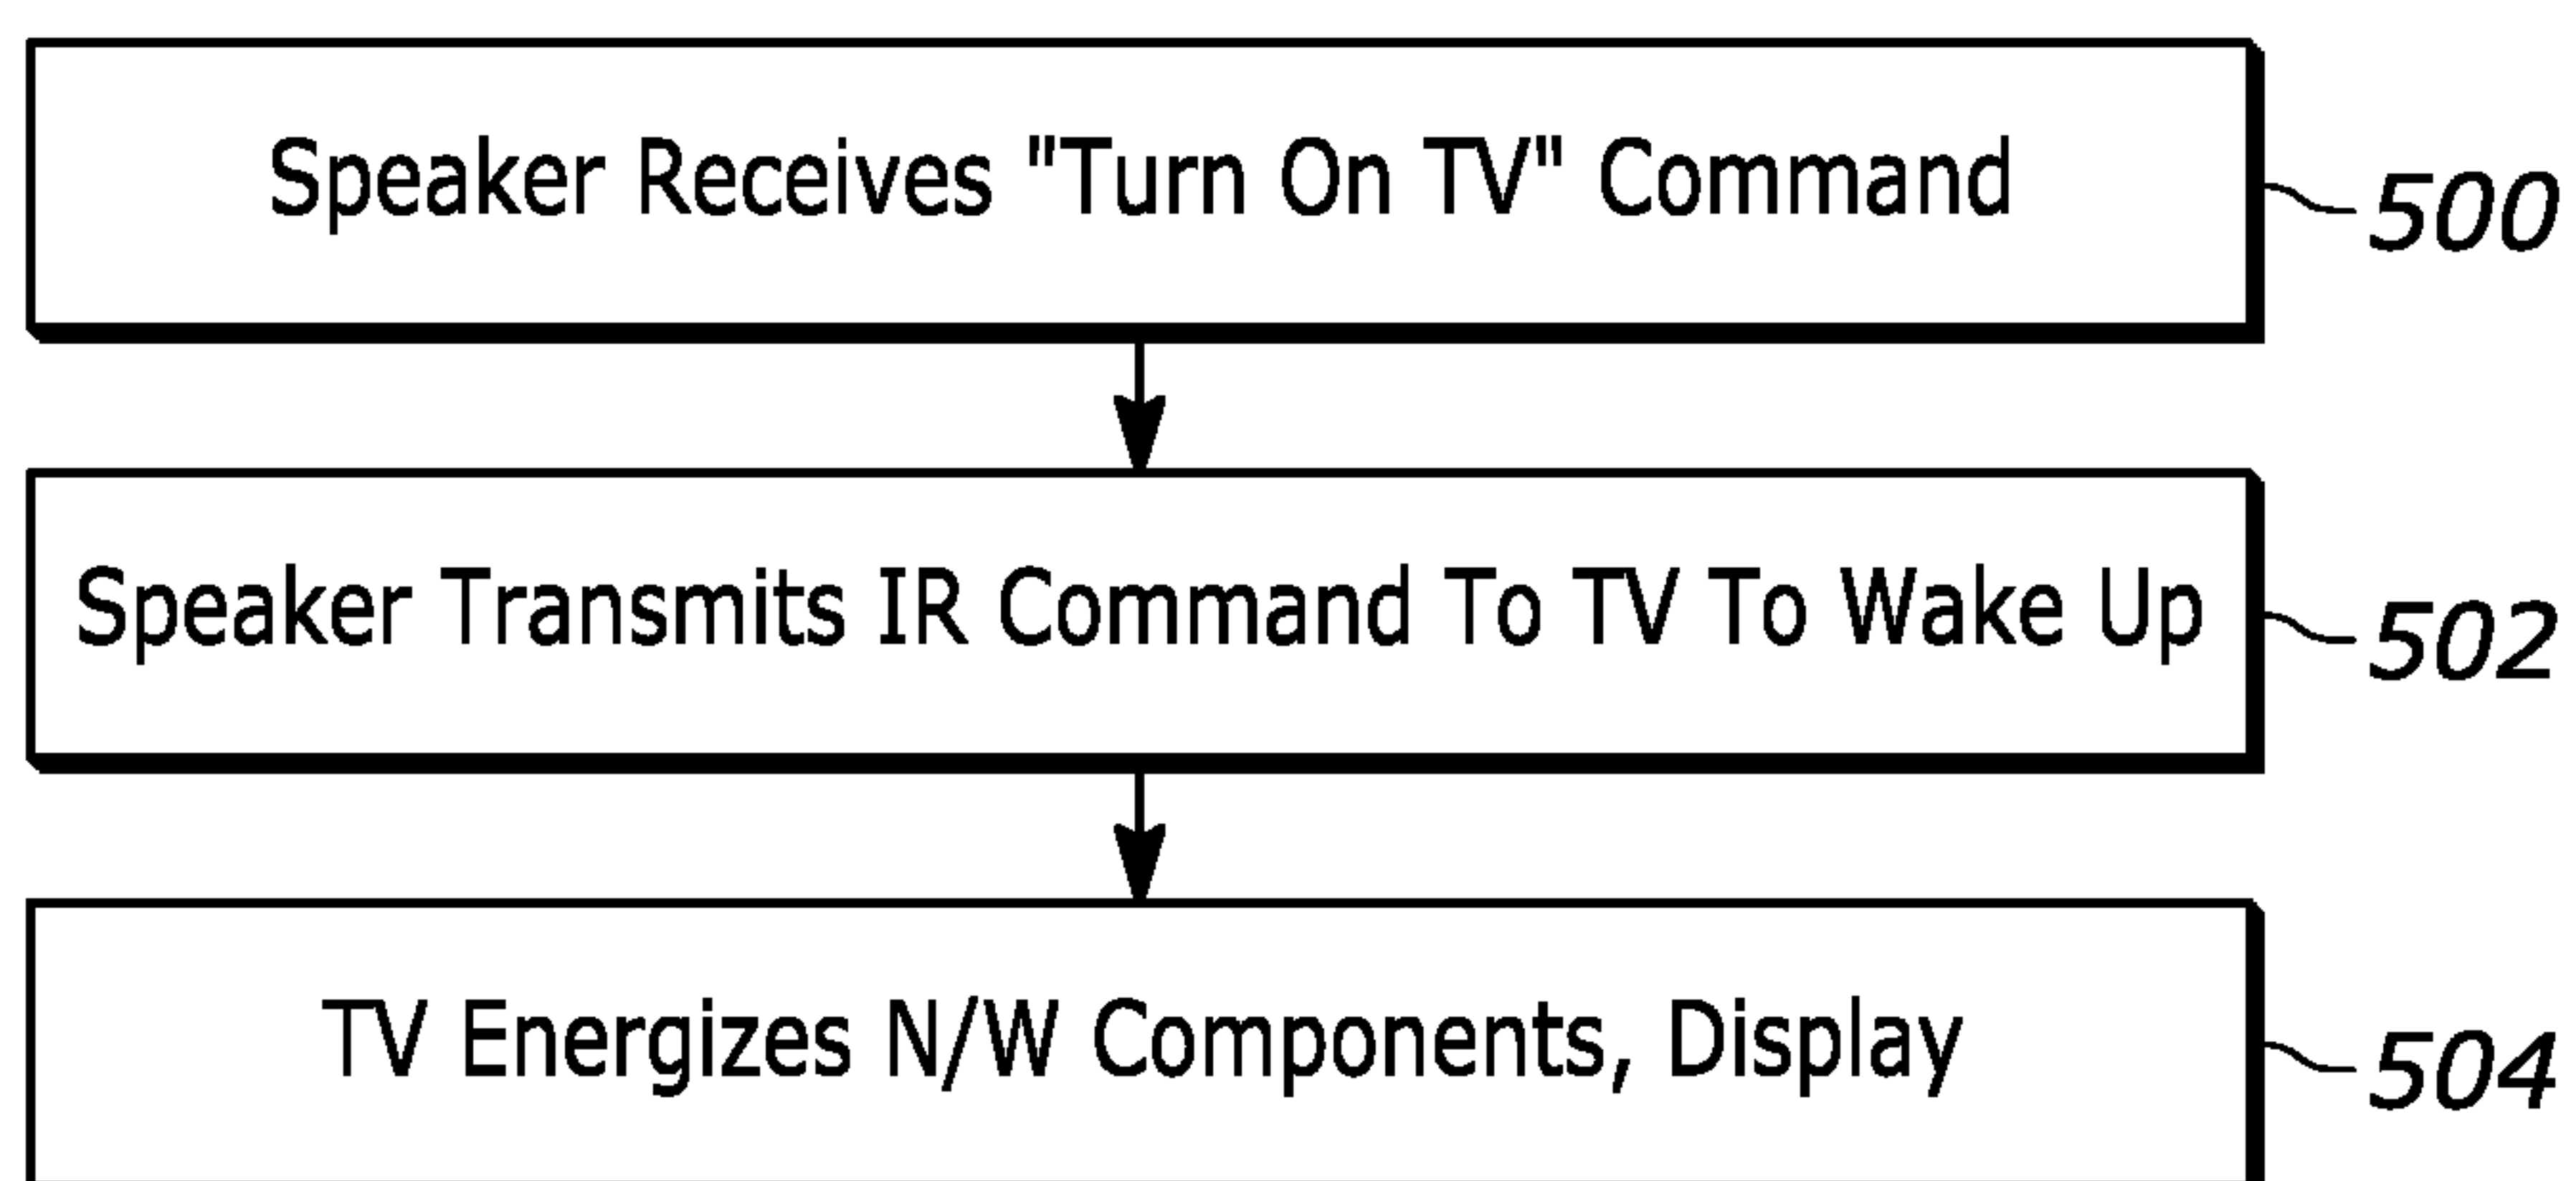 Speaker Receives "Turn On TV" Command
500
Speaker Transmits IR Command To TV To Wake Up
502
TV Energizes N/W Components, Display
504